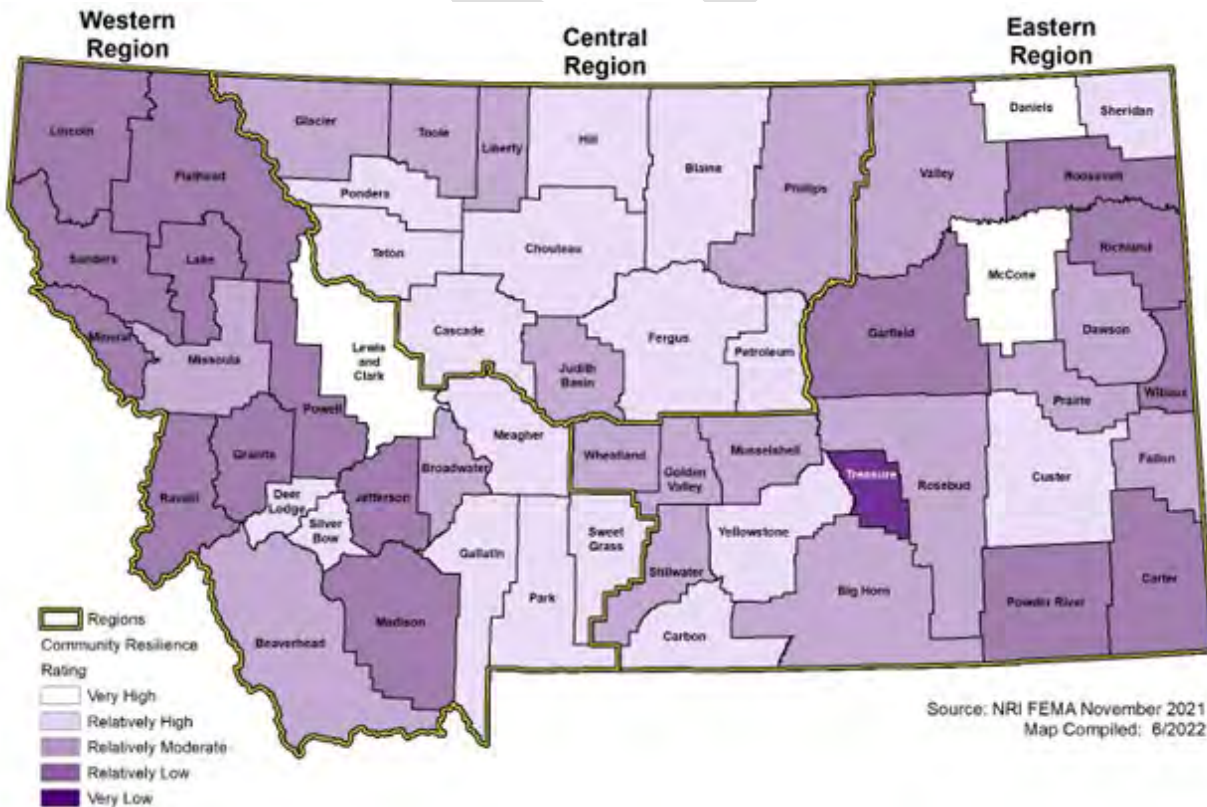 Western
Region
Central
Region
Eastern
Region
Lincoln
Flathead
Glacier
Toole
Liberty
Hill
Blaine
Phillips
Valley
Daniels
Sheridan
Roosevelt
Pondera
Teton
Chouteau
Sanders
Lake
McCone
Richland
Garfield
Dawson
Mineral
Missoula
Lewis
and
Clark
Cascade
Judith
Basin
Fergus
Petroleum
Prairie
Wibaux
Powell
Granite
Ravalli
Meagher
Broadwater
Jefferson
Deer
Lodge
Silver
Bow
Wheatland
Golden
Valley
Musselshell
Treasure
Rosebud
Custer
Fallon
Gallatin
Park
Sweet
Grass
Stillwater
Yellowstone
Big Horn
Carbon
Powder River
Carter
Beaverhead
Madison
Regions
Community Resilience
Rating
Very High
Relatively High
Relatively Moderate
Relatively Low
Very Low
Source: NRI FEMA November 2021
Map Compiled: 6/2022